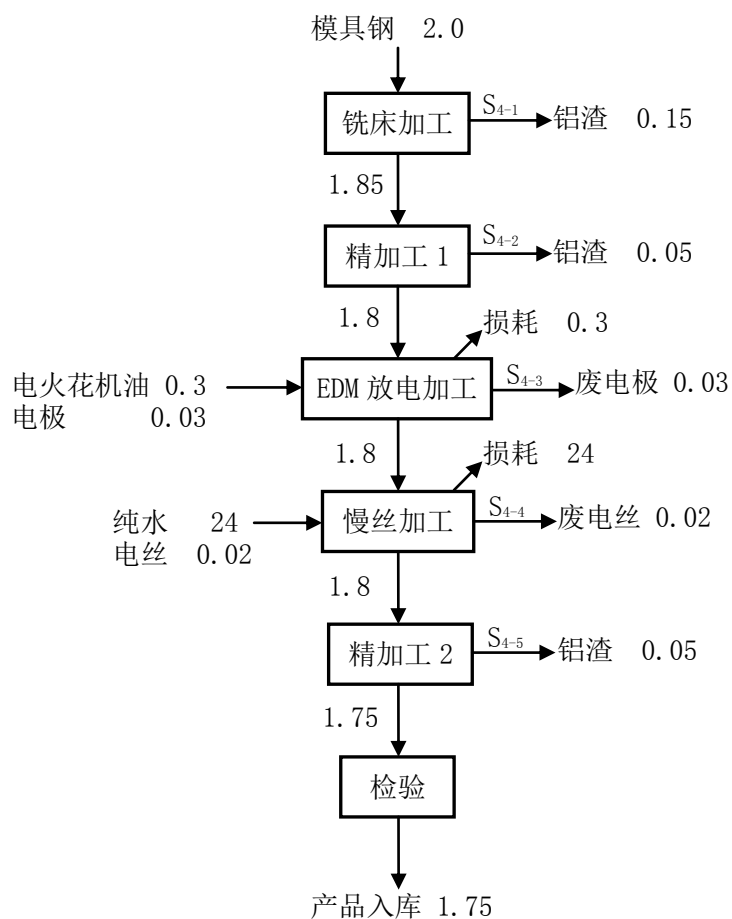 模具钢 2.0
铣床加工
S4-1
铝渣 0.15
1.85
精加工 1
S4-2
铝渣 0.05
1.8
损耗 0.3
电火花机油 0.3
电极 0.03
EDM 放电加工
S4-3
废电极 0.03
1.8
损耗 24
纯水 24
电丝 0.02
慢丝加工
S4-4
废电丝 0.02
1.8
精加工 2
S4-5
铝渣 0.05
1.75
检验
产品入库 1.75